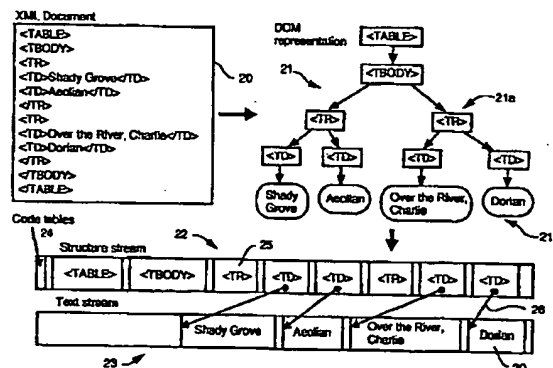 XML Document
<TABLE>
<TBODY>
<TR>
<TD>Shady Grove</TD>
<TD>Aeolian</TD>
</TR>
<TR>
<TD>Over the River, Charlie</TD>
<TD>Dorian</TD>
</TR>
</TBODY>
</TABLE>
20
DOM
representation
<TABLE>
<TBODY>
21
21a
<TR> <TR>
<TD> <TD> <TD> <TD>
Shady
Grove
Aeolian
Over the River,
Charlie
Dorian
21
Code tables
24
Structure stream
22
25
<TABLE> <TBODY> <TR> <TD> <TD> <TR> <TD> <TD>
Text stream
26
Shady Grove
Aeolian
Over the River,
Charlie
Dorian
23